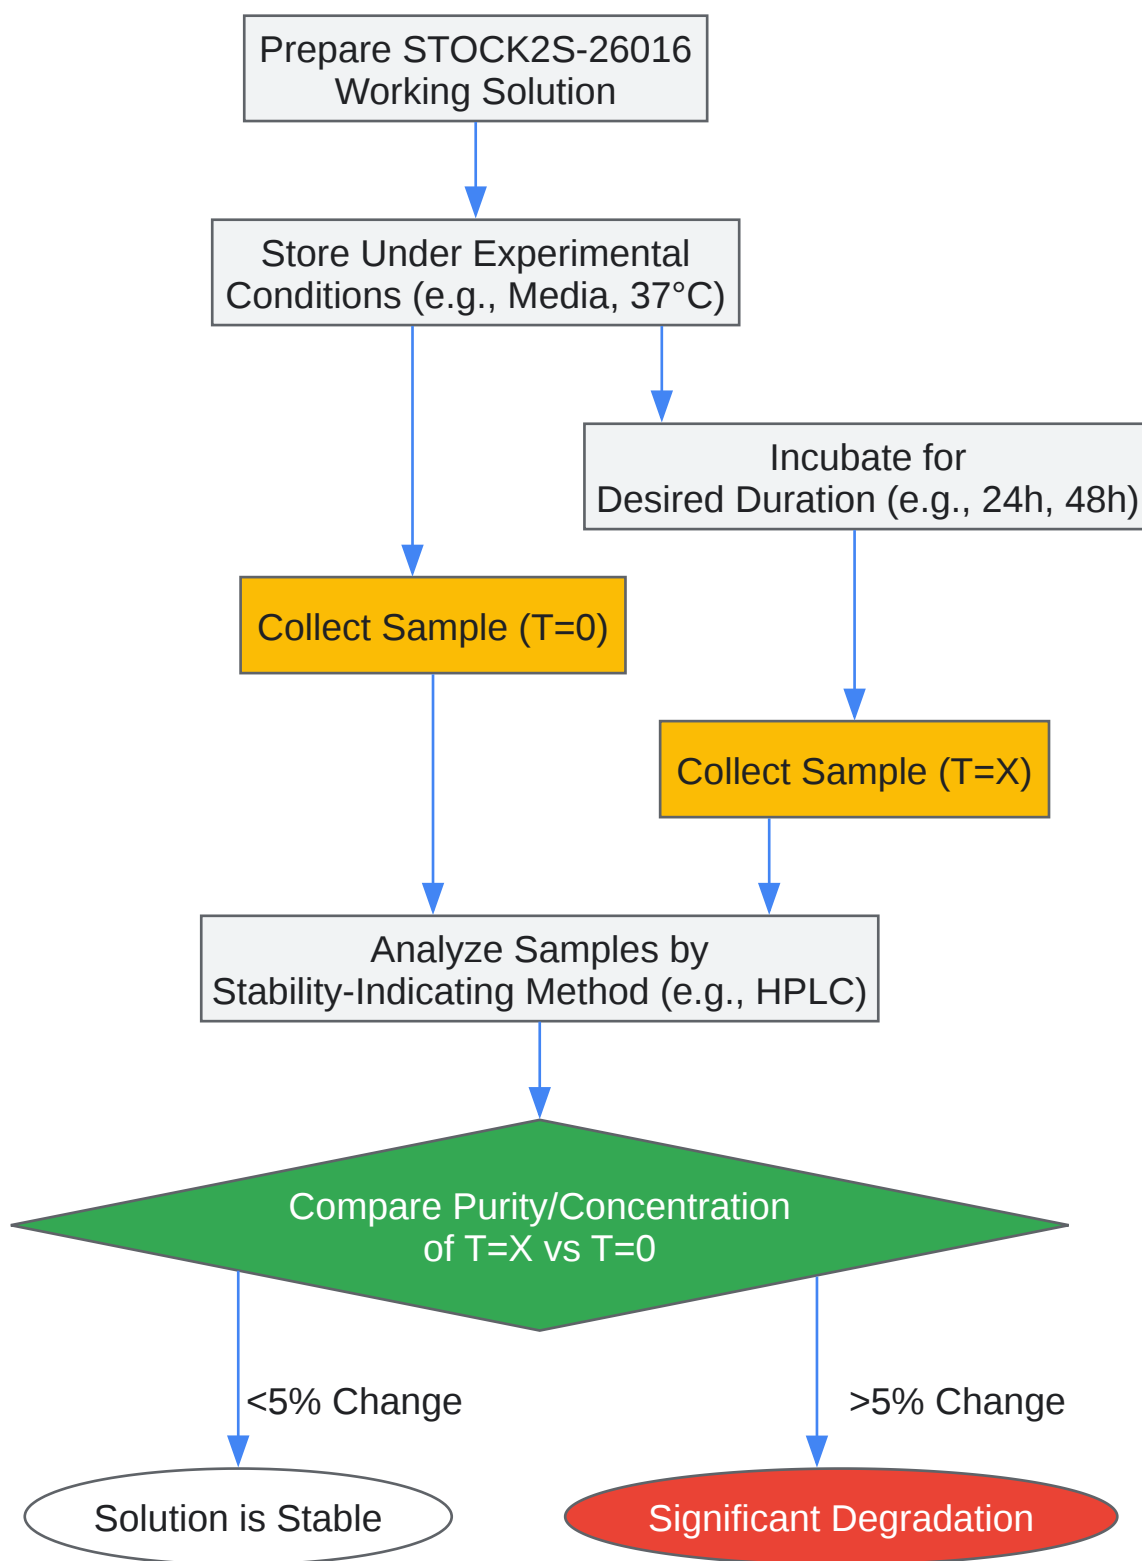 Prepare STOCK2S-26016
Working Solution
Store Under Experimental
Conditions (e.g., Media, 37°C)
Incubate for
Desired Duration (e.g., 24h, 48h)
Collect Sample (T=0)
Collect Sample (T=X)
Analyze Samples by
Stability-Indicating Method (e.g., HPLC)
Compare Purity/Concentration
of T=X vs T=0
<5% Change
>5% Change
Solution is Stable
Significant Degradation